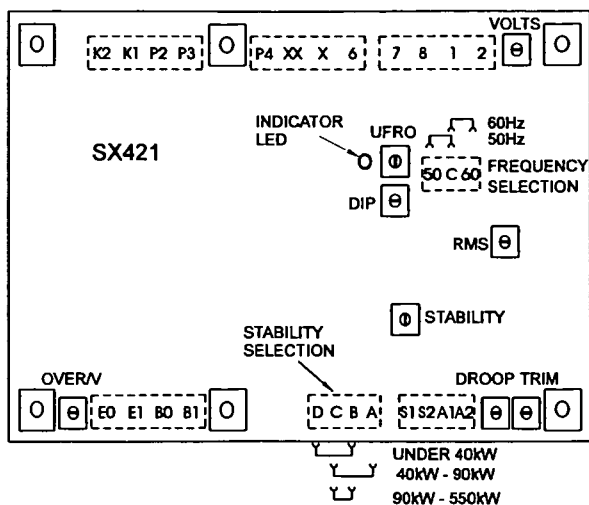 VOLTS
K2 K1 P2 P3
P4 XX X 6
7 8 1 2
INDICATOR
LED
UFRO
60Hz
50Hz
SX421
50 C 60
FREQUENCY
SELECTION
DIP
RMS
STABILITY
STABILITY
SELECTION
OVER/V
DROOP TRIM
E0 E1 B0 B1
D C B A
S1 S2 A1 A2
UNDER 40kW
40kW - 90kW
90kW - 550kW